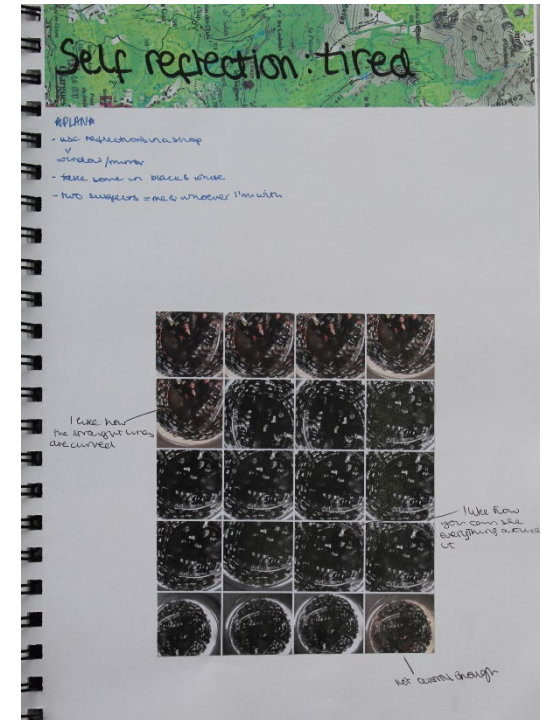 Self reflection: tired
*PLAN*
- use reflections in a shop
window/mirror
- take some in black & white
- two subjects = me & whoever I'm with
I like how
the straight lines
are curved
I like how
you can see
everything around
it
not central enough